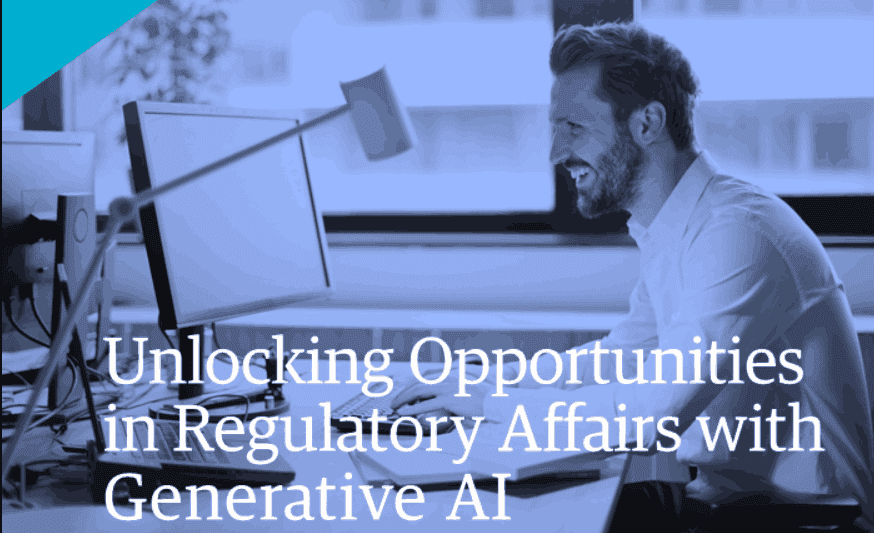 Unlocking Opportunities
in Regulatory Affairs with
Generative AI